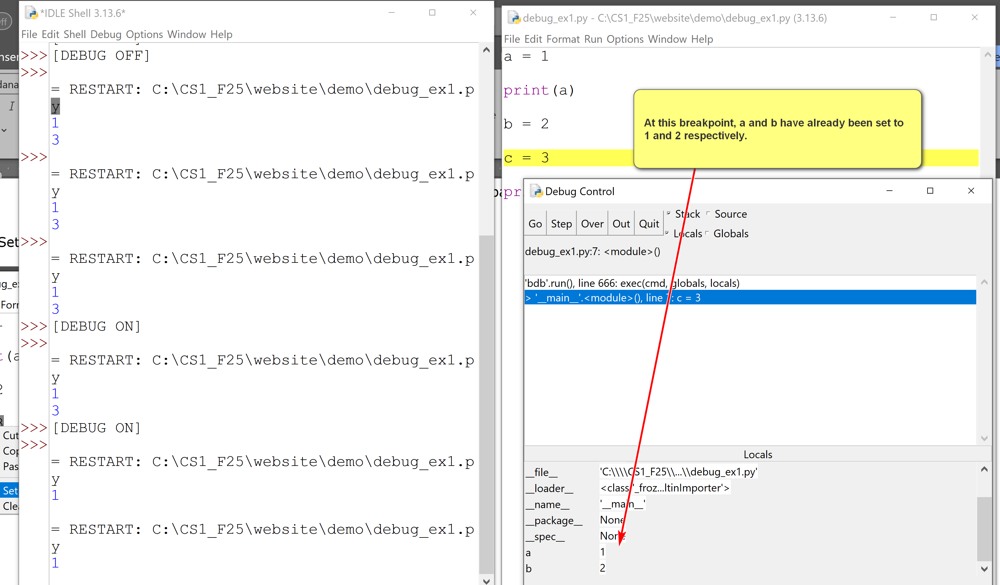 *IDLE Shell 3.13.6*
File Edit Shell Debug Options Window Help
>>> [DEBUG OFF]
>>>
= RESTART: C:\CS1_F25\website\demo\debug_ex1.p
y
1
3
>>>
= RESTART: C:\CS1_F25\website\demo\debug_ex1.p
y
1
3
>>>
= RESTART: C:\CS1_F25\website\demo\debug_ex1.p
y
1
3
>>> [DEBUG ON]
>>>
= RESTART: C:\CS1_F25\website\demo\debug_ex1.p
y
1
3
>>> [DEBUG ON]
>>>
= RESTART: C:\CS1_F25\website\demo\debug_ex1.p
y
1
= RESTART: C:\CS1_F25\website\demo\debug_ex1.p
y
1
debug_ex1.py - C:\CS1_F25\website\demo\debug_ex1.py (3.13.6)
File Edit Format Run Options Window Help
a = 1
print(a)
b = 2
c = 3
pr
At this breakpoint, a and b have already been set to
1 and 2 respectively.
Debug Control
Go Step Over Out Quit
Stack Source
Locals Globals
debug_ex1.py:7: <module>()
'bdb'.run(), line 666: exec(cmd, globals, locals)
> '__main__'.<module>(), line 7: c = 3
Locals
__file__ 'C:\\\\CS1_F25\\...\\debug_ex1.py'
__loader__ <class '_froz...ltinImporter'>
__name__ '__main__'
__package__ None
__spec__ None
a 1
b 2
Set
Cut
Set